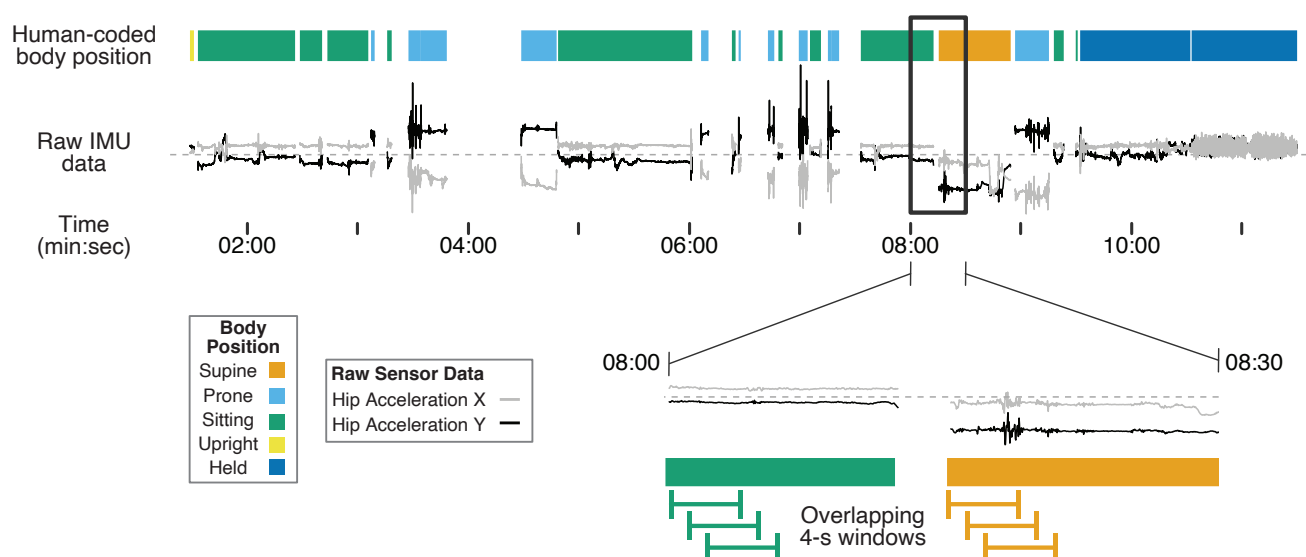 Human-coded
body position
Raw IMU
data
Time
(min:sec)
02:00
04:00
06:00
08:00
10:00
08:00
08:30
Body
Position
Supine
Prone
Sitting
Upright
Held
Raw Sensor Data
Hip Acceleration X
Hip Acceleration Y
Overlapping
4-s windows